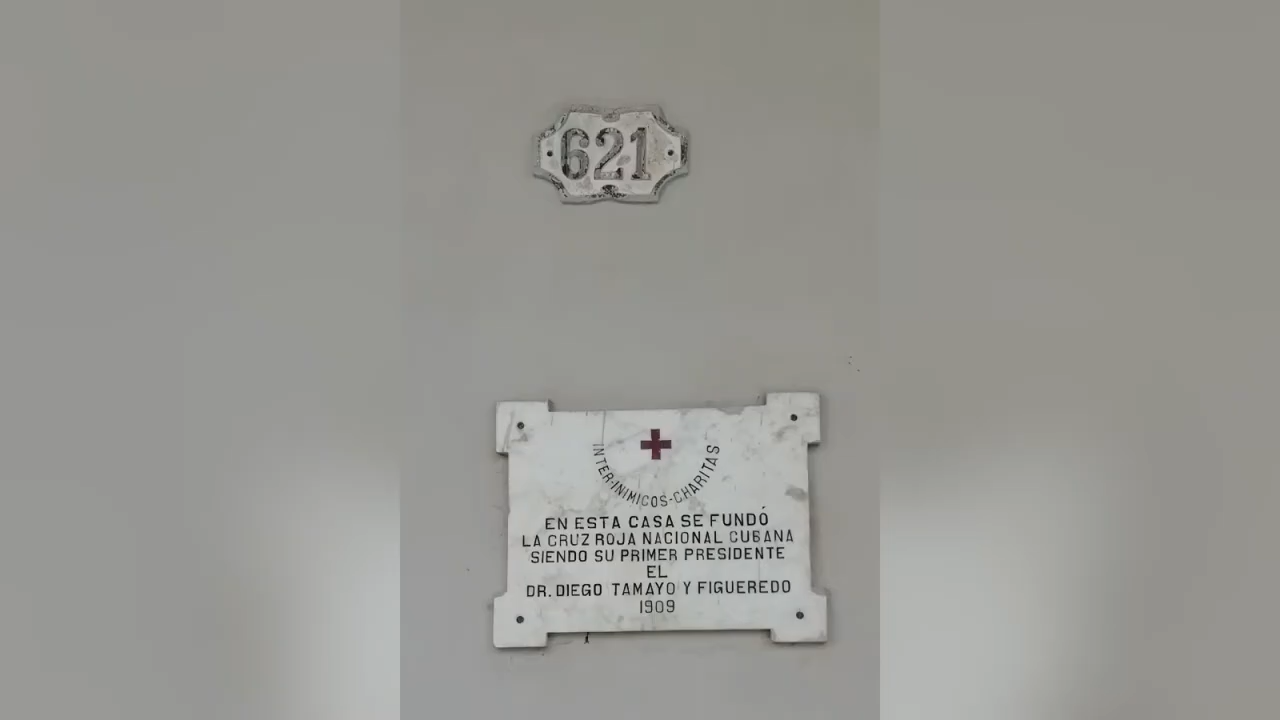 621
INTER-INIMICOS-CHARITAS
EN ESTA CASA SE FUNDÓ
LA CRUZ ROJA NACIONAL CUBANA
SIENDO SU PRIMER PRESIDENTE
EL
DR. DIEGO TAMAYO Y FIGUEREDO
1909